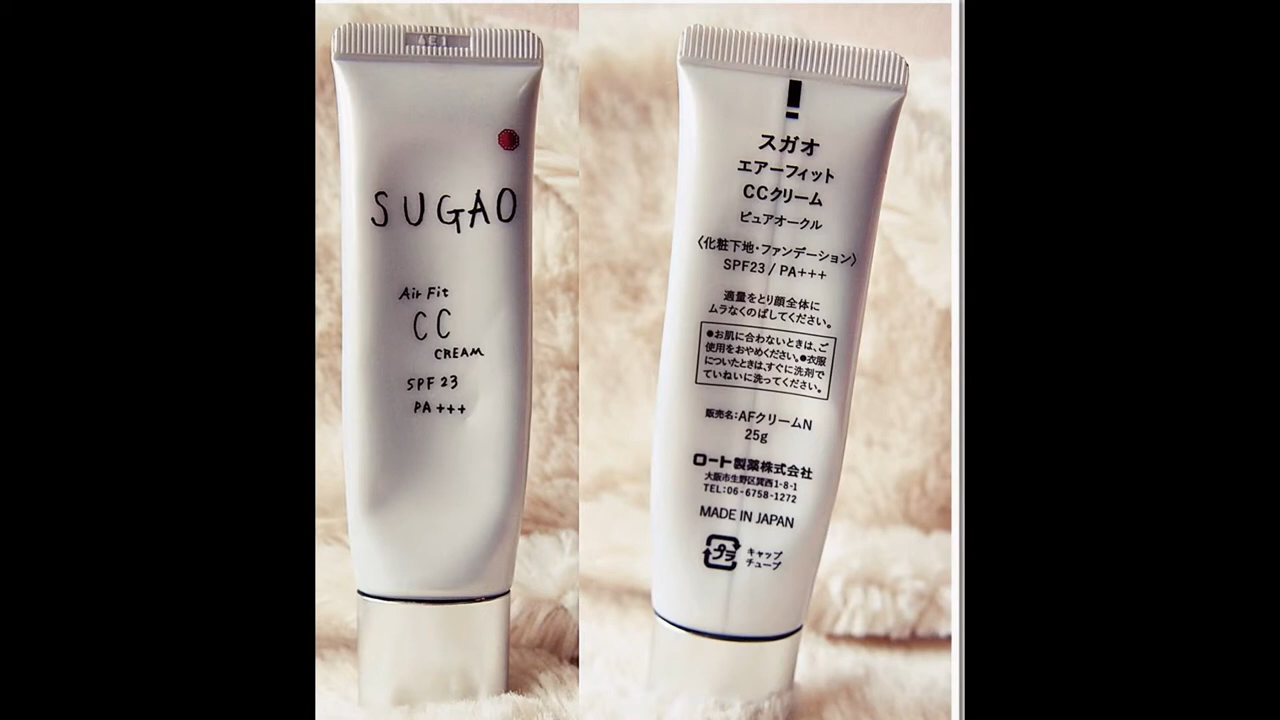 SUGAO
Air Fit
CC
CREAM
SPF 23
PA+++
スガオ
エアーフィット
CCクリーム
ピュアオークル
〈化粧下地・ファンデーション〉
SPF23 / PA+++
適量をとり顔全体に
ムラなくのばしてください。
●お肌に合わないときは、ご
使用をおやめください。●衣服
についたときは、すぐに洗剤で
ていねいに洗ってください。
販売名:AFクリームN
25g
ロート製薬株式会社
大阪市生野区巽西1-8-1
TEL:06-6758-1272
MADE IN JAPAN
プラ
キャップ
チューブ